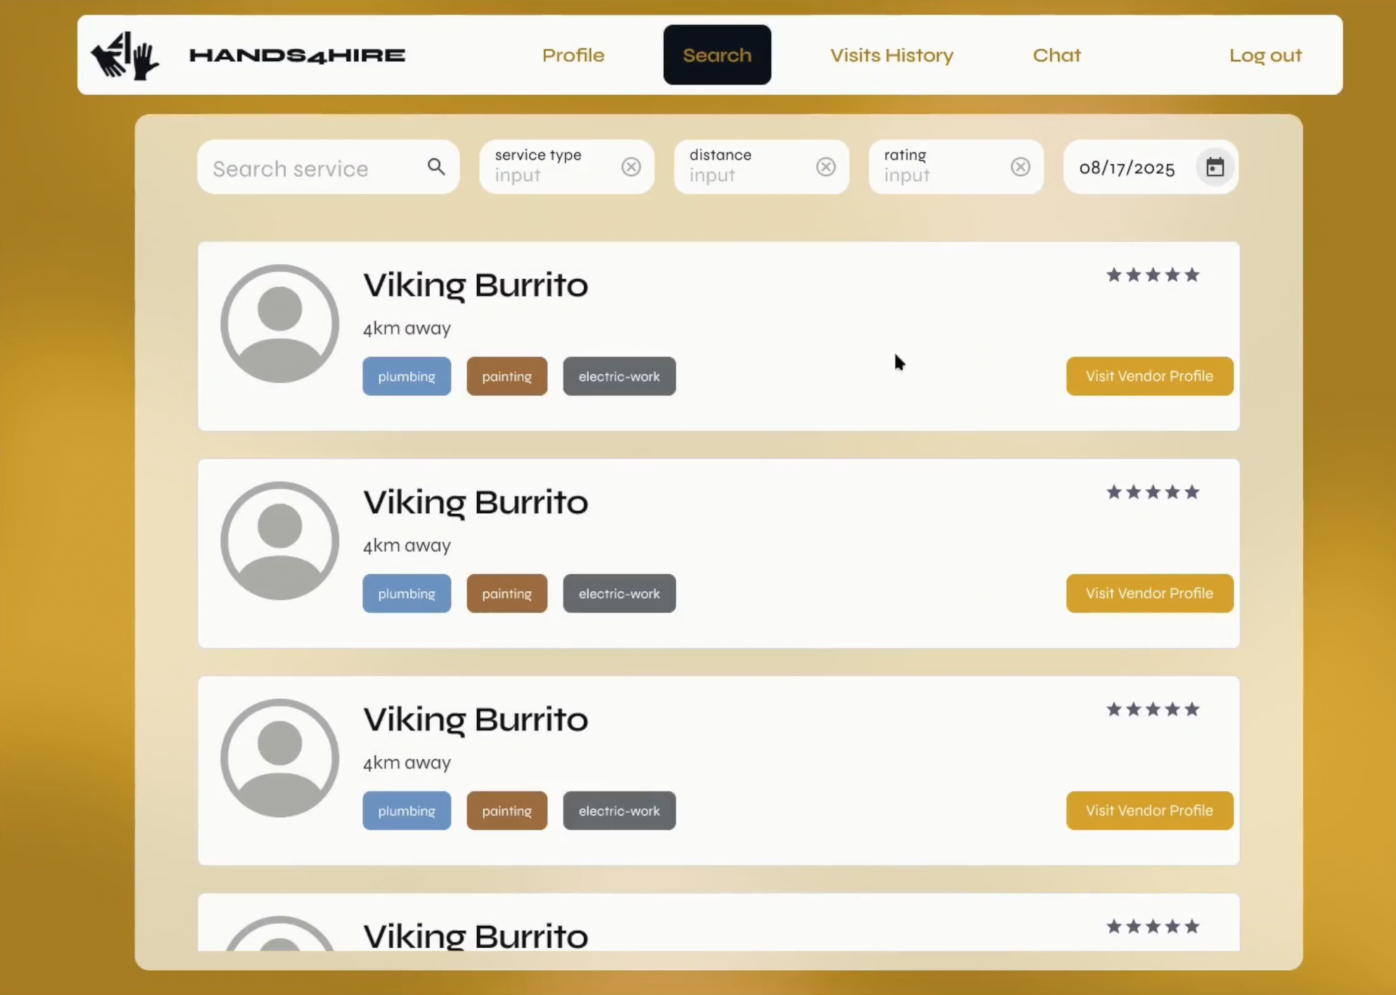 HANDS4HIRE
Profile
Search
Visits History
Chat
Log out
Search service
service type
input
distance
input
rating
input
08/17/2025
Viking Burrito
4km away
plumbing
painting
electric-work
Visit Vendor Profile
Viking Burrito
4km away
plumbing
painting
electric-work
Visit Vendor Profile
Viking Burrito
4km away
plumbing
painting
electric-work
Visit Vendor Profile
Viking Burrito